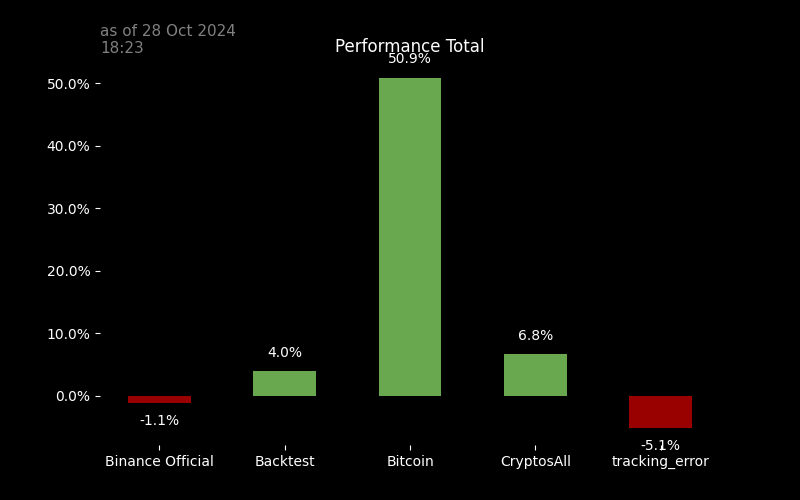 as of 28 Oct 2024
18:23
Performance Total
50.9%
50.0%
40.0%
30.0%
20.0%
10.0%
0.0%
4.0%
6.8%
-1.1%
-5.1%
Binance Official
Backtest
Bitcoin
CryptosAll
tracking_error